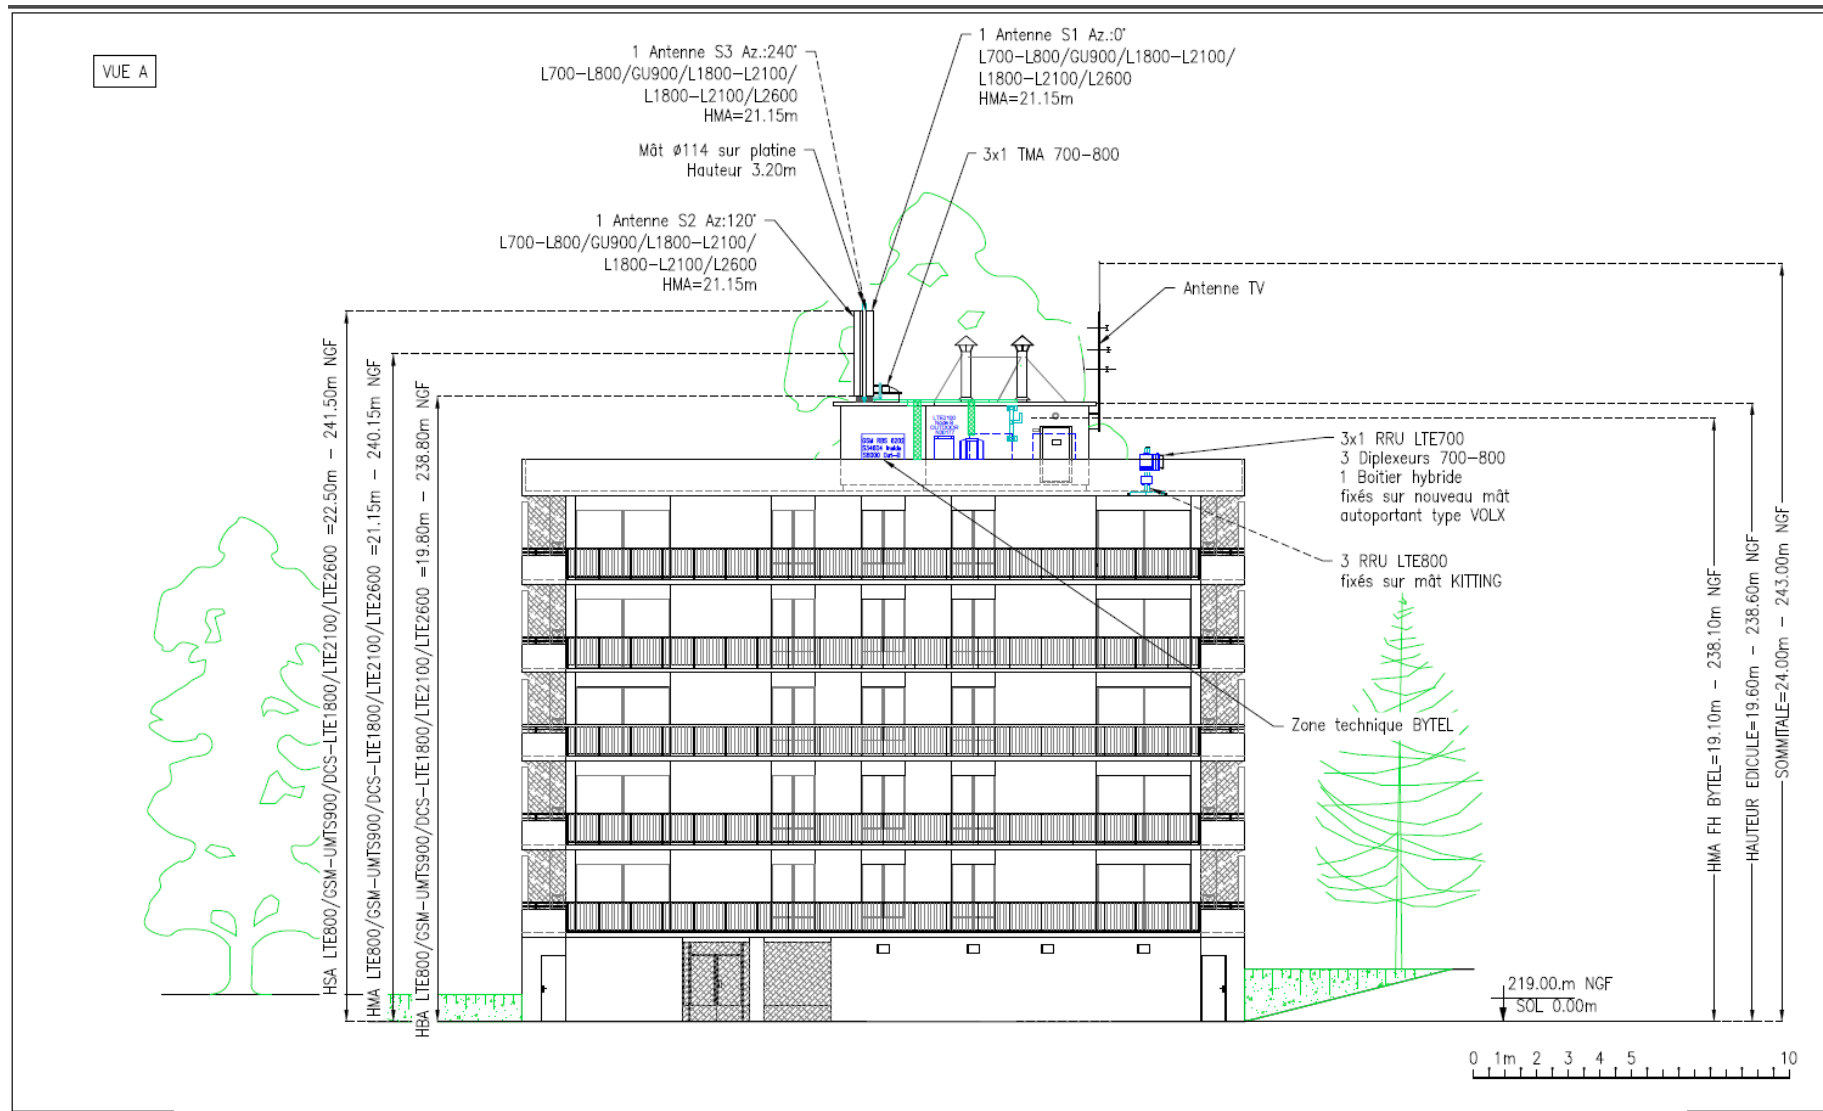 VUE A
1 Antenne S3 Az.:240°
L700-L800/GU900/L1800-L2100/
L1800-L2100/L2600
HMA=21.15m
Mât ø114 sur platine
Hauteur 3.20m
1 Antenne S2 Az:120°
L700-L800/GU900/L1800-L2100/
L1800-L2100/L2600
HMA=21.15m
1 Antenne S1 Az.:0°
L700-L800/GU900/L1800-L2100/
L1800-L2100/L2600
HMA=21.15m
3x1 TMA 700-800
Antenne TV
HSA LTE800/GSM-UMTS900/DCS-LTE1800/LTE2100/LTE2600 =22.50m - 241.50m NGF
HMA LTE800/GSM-UMTS900/DCS-LTE1800/LTE2100/LTE2600 =21.15m - 240.15m NGF
HBA LTE800/GSM-UMTS900/DCS-LTE1800/LTE2100/LTE2600 =19.80m - 238.80m NGF
GSM RBS 6201
LTE2100
OUTDOOR
3x1 RRU LTE700
3 Diplexeurs 700-800
1 Boitier hybride
fixés sur nouveau mât
autoportant type VOLX
3 RRU LTE800
fixés sur mât KITTING
Zone technique BYTEL
HMA FH BYTEL=19.10m - 238.10m NGF
HAUTEUR EDICULE=19.60m - 238.60m NGF
SOMMITALE=24.00m - 243.00m NGF
219.00.m NGF
SOL 0.00m
0 1m 2 3 4 5 10